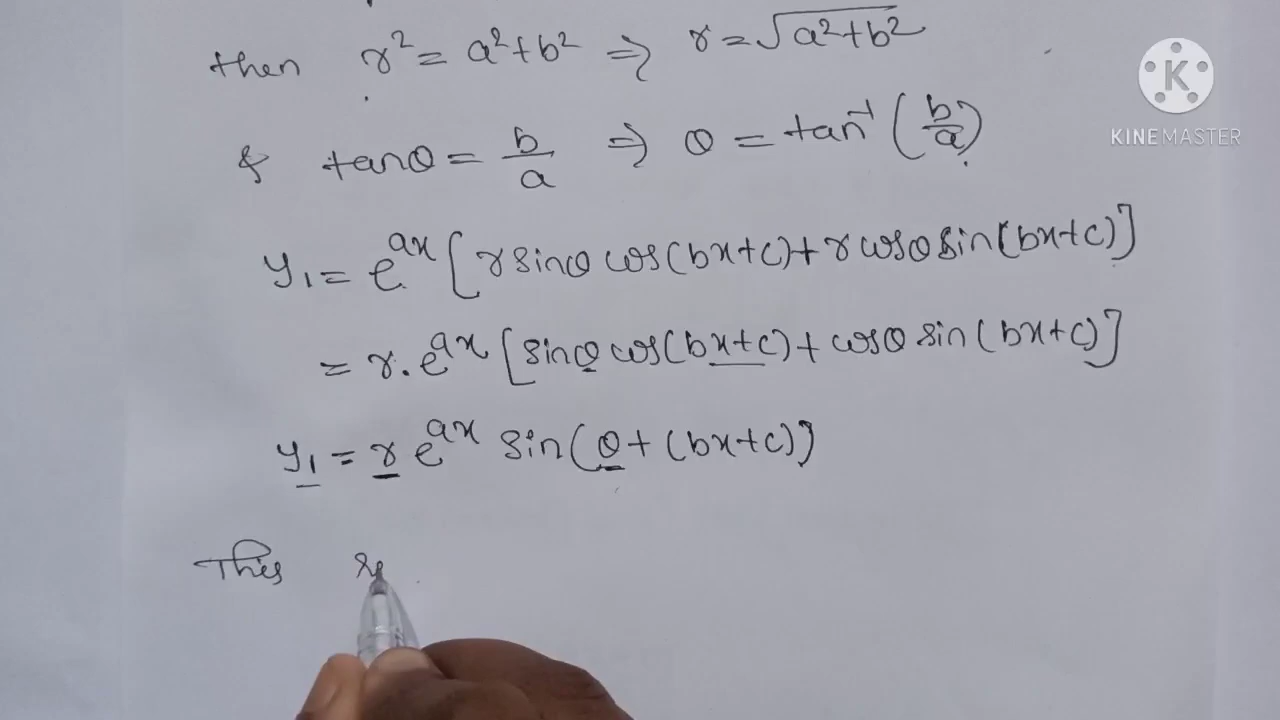 then r² = a²+b² ⇒ r = √a²+b²
K
KINEMASTER
& tanθ = b/a ⇒ θ = tan⁻¹ (b/a)
y₁ = e^ax [r sinθ cos(bx+c) + r cosθ sin(bx+c)]
= r. e^ax [sinθ cos(bx+c) + cosθ sin(bx+c)]
y₁ = r e^ax sin(θ + (bx+c))
This